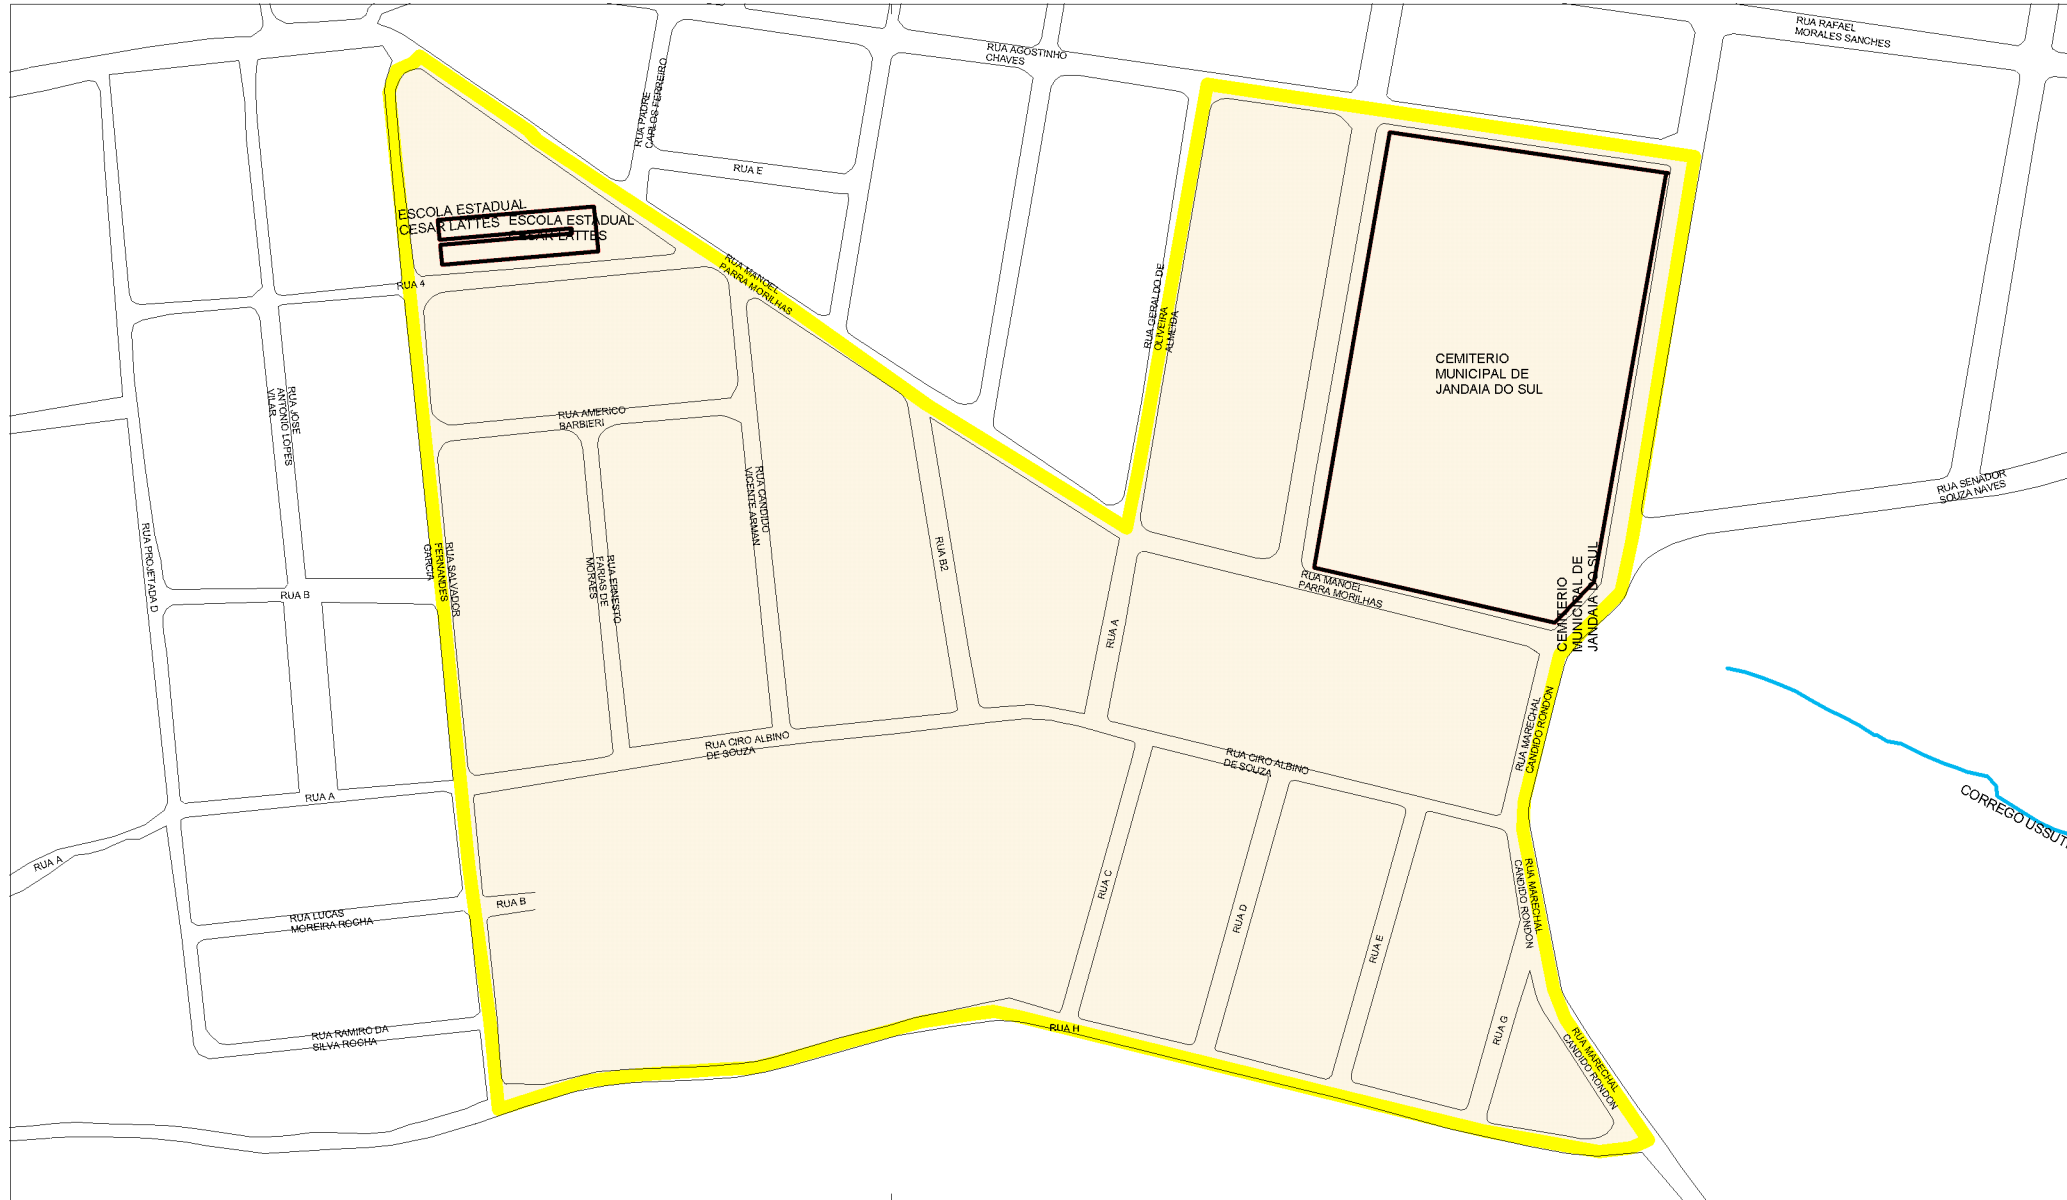 RUA RAFAEL
MORALES SANCHES
RUA AGOSTINHO
CHAVES
RUA PADRE
CARLOS FERREIRO
RUA E
ESCOLA ESTADUAL
CESAR LATTES
ESCOLA ESTADUAL
CESAR LATTES
RUA 4
RUA MANOEL
PARRA MORILHAS
RUA GERALDO DE
OLIVEIRA
ALMEIDA
CEMITERIO
MUNICIPAL DE
JANDAIA DO SUL
RUA JOSE
ANTONIO LOPES
VILAR
RUA AMERICO
BARBIERI
RUA CANDIDO
VICENTE ARMAN
RUA SENADOR
SOUZA NAVES
RUA PROJETADA D
RUA SALVADOR
FERNANDES
GARCIA
RUA ERNESTO
FARIAS DE
MORAES
RUA B2
RUA B
RUA A
RUA MANOEL
PARRA MORILHAS
CEMITERIO
MUNICIPAL DE
JANDAIA DO SUL
RUA CIRO ALBINO
DE SOUZA
RUA CIRO ALBINO
DE SOUZA
RUA MARECHAL
CANDIDO RONDON
RUA A
RUA A
CORREGO USSUT
RUA B
RUA LUCAS
MOREIRA ROCHA
RUA C
RUA D
RUA E
RUA MARECHAL
CANDIDO RONDON
RUA RAMIRO DA
SILVA ROCHA
RUA H
RUA G
RUA MARECHAL
CANDIDO RONDON